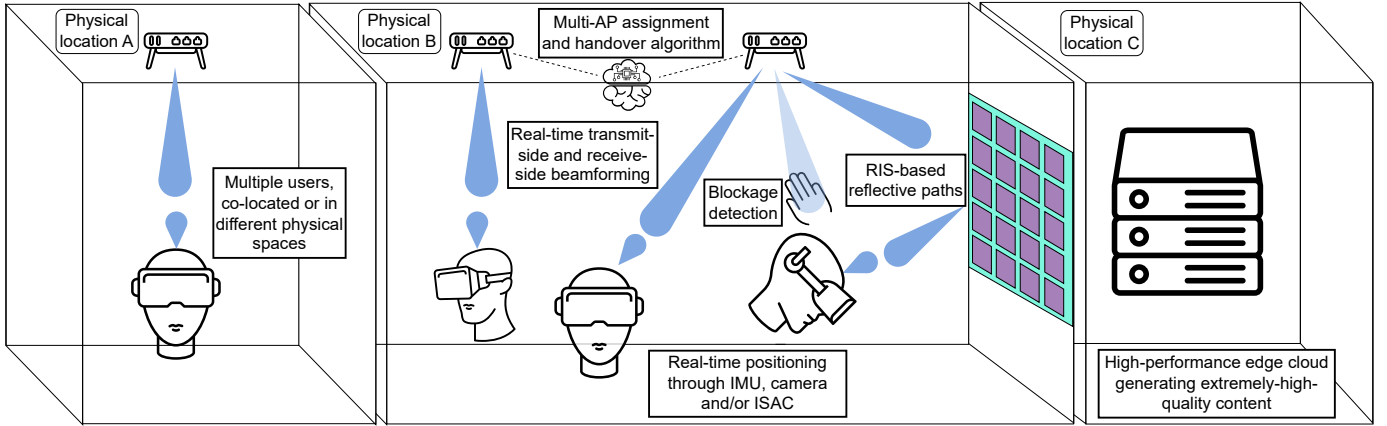 Physical
location A
Physical
location B
Multi-AP assignment
and handover algorithm
Physical
location C
Multiple users,
co-located or in
different physical
spaces
Real-time transmit-
side and receive-
side beamforming
Blockage
detection
RIS-based
reflective paths
Real-time positioning
through IMU, camera
and/or ISAC
High-performance edge cloud
generating extremely-high-
quality content